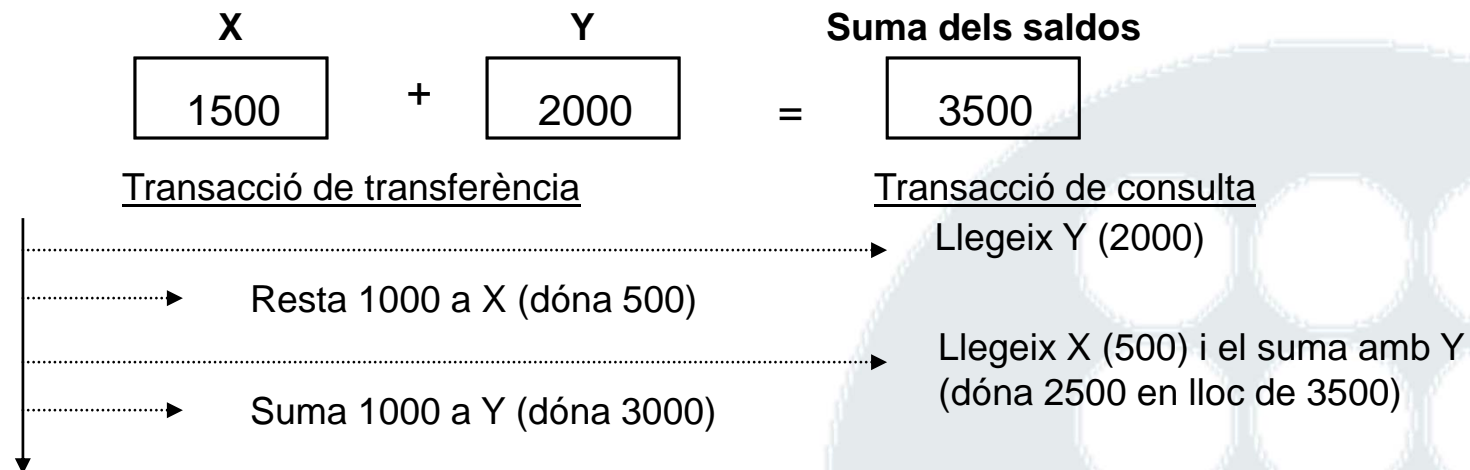 X Y Suma dels saldos
1500 + 2000 = 3500
Transacció de transferència Transacció de consulta
Llegeix Y (2000)
Resta 1000 a X (dóna 500)
Llegeix X (500) i el suma amb Y
(dóna 2500 en lloc de 3500)
Suma 1000 a Y (dóna 3000)